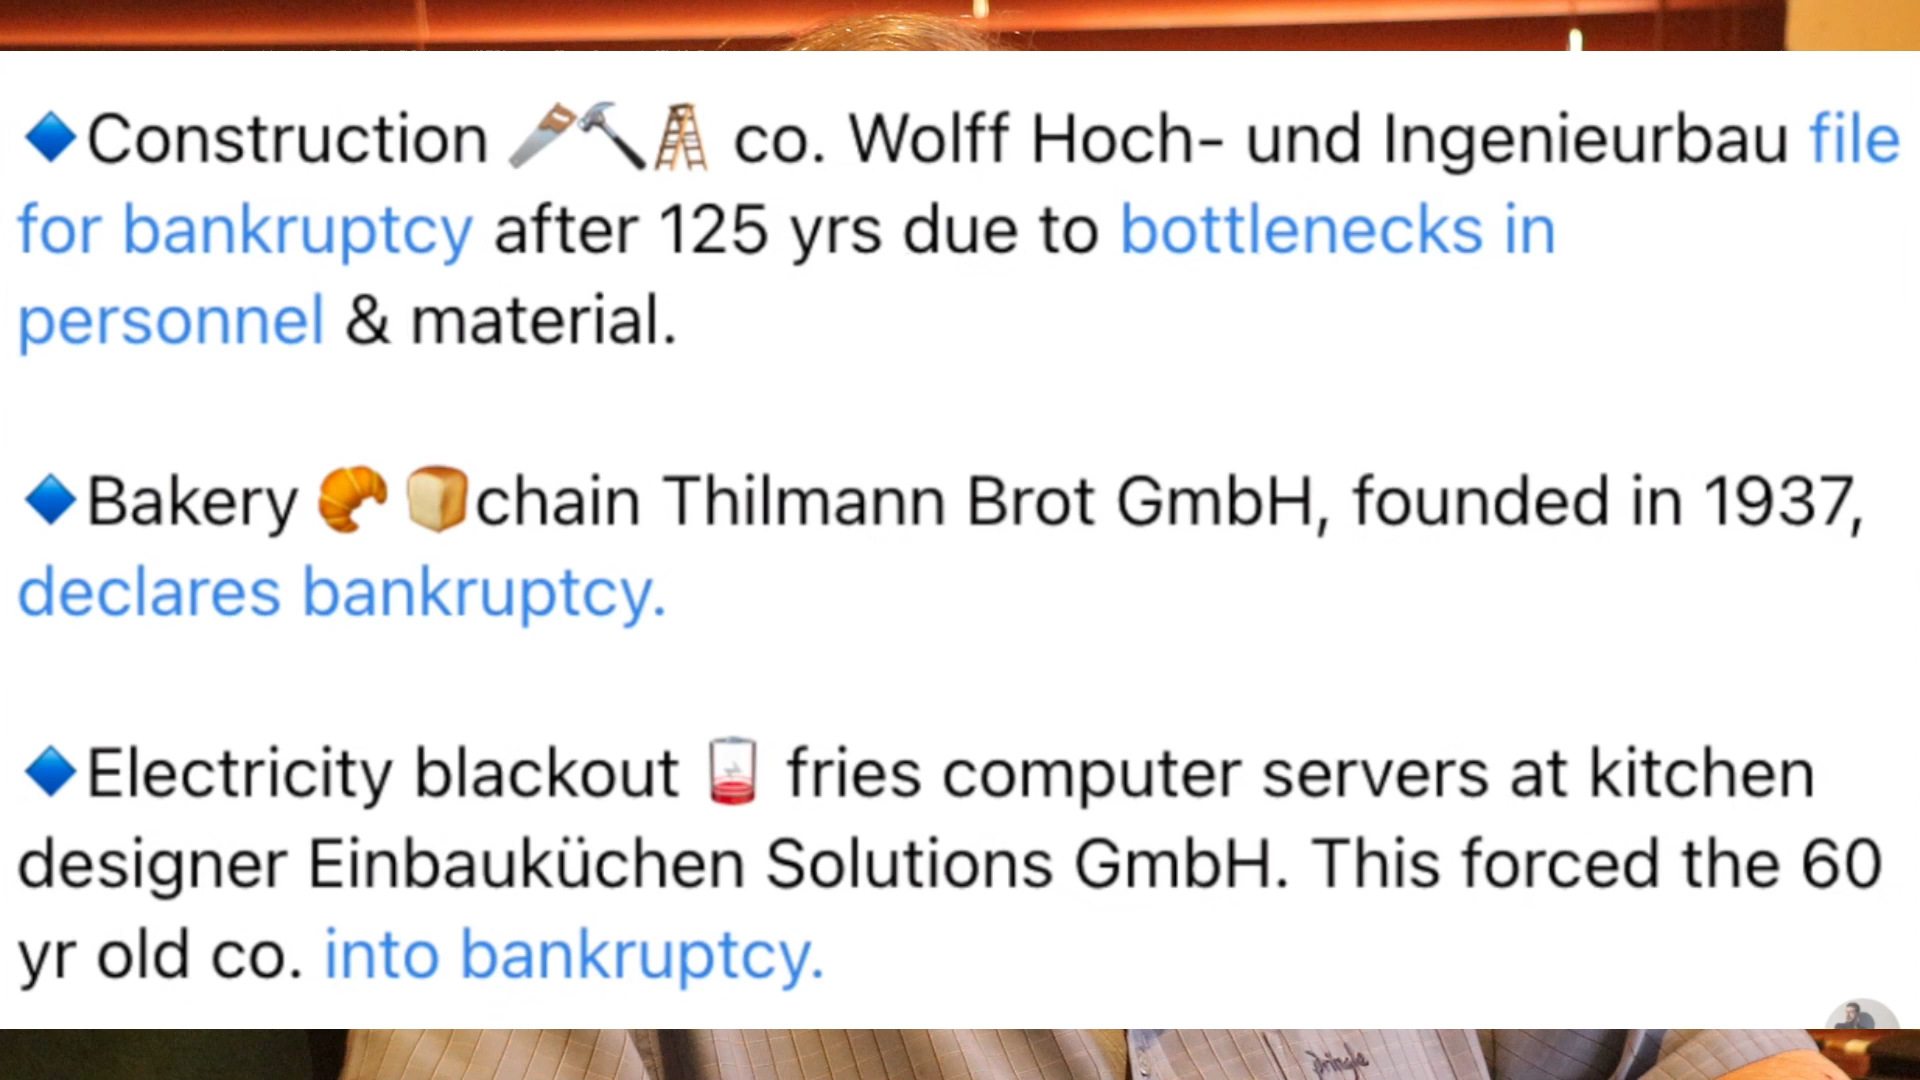 🔹Construction 🪚🔨🪜 co. Wolff Hoch- und Ingenieurbau file
for bankruptcy after 125 yrs due to bottlenecks in
personnel & material.
🔹Bakery 🥐 🍞chain Thilmann Brot GmbH, founded in 1937,
declares bankruptcy.
🔹Electricity blackout 🪫 fries computer servers at kitchen
designer Einbauküchen Solutions GmbH. This forced the 60
yr old co. into bankruptcy.
pringle